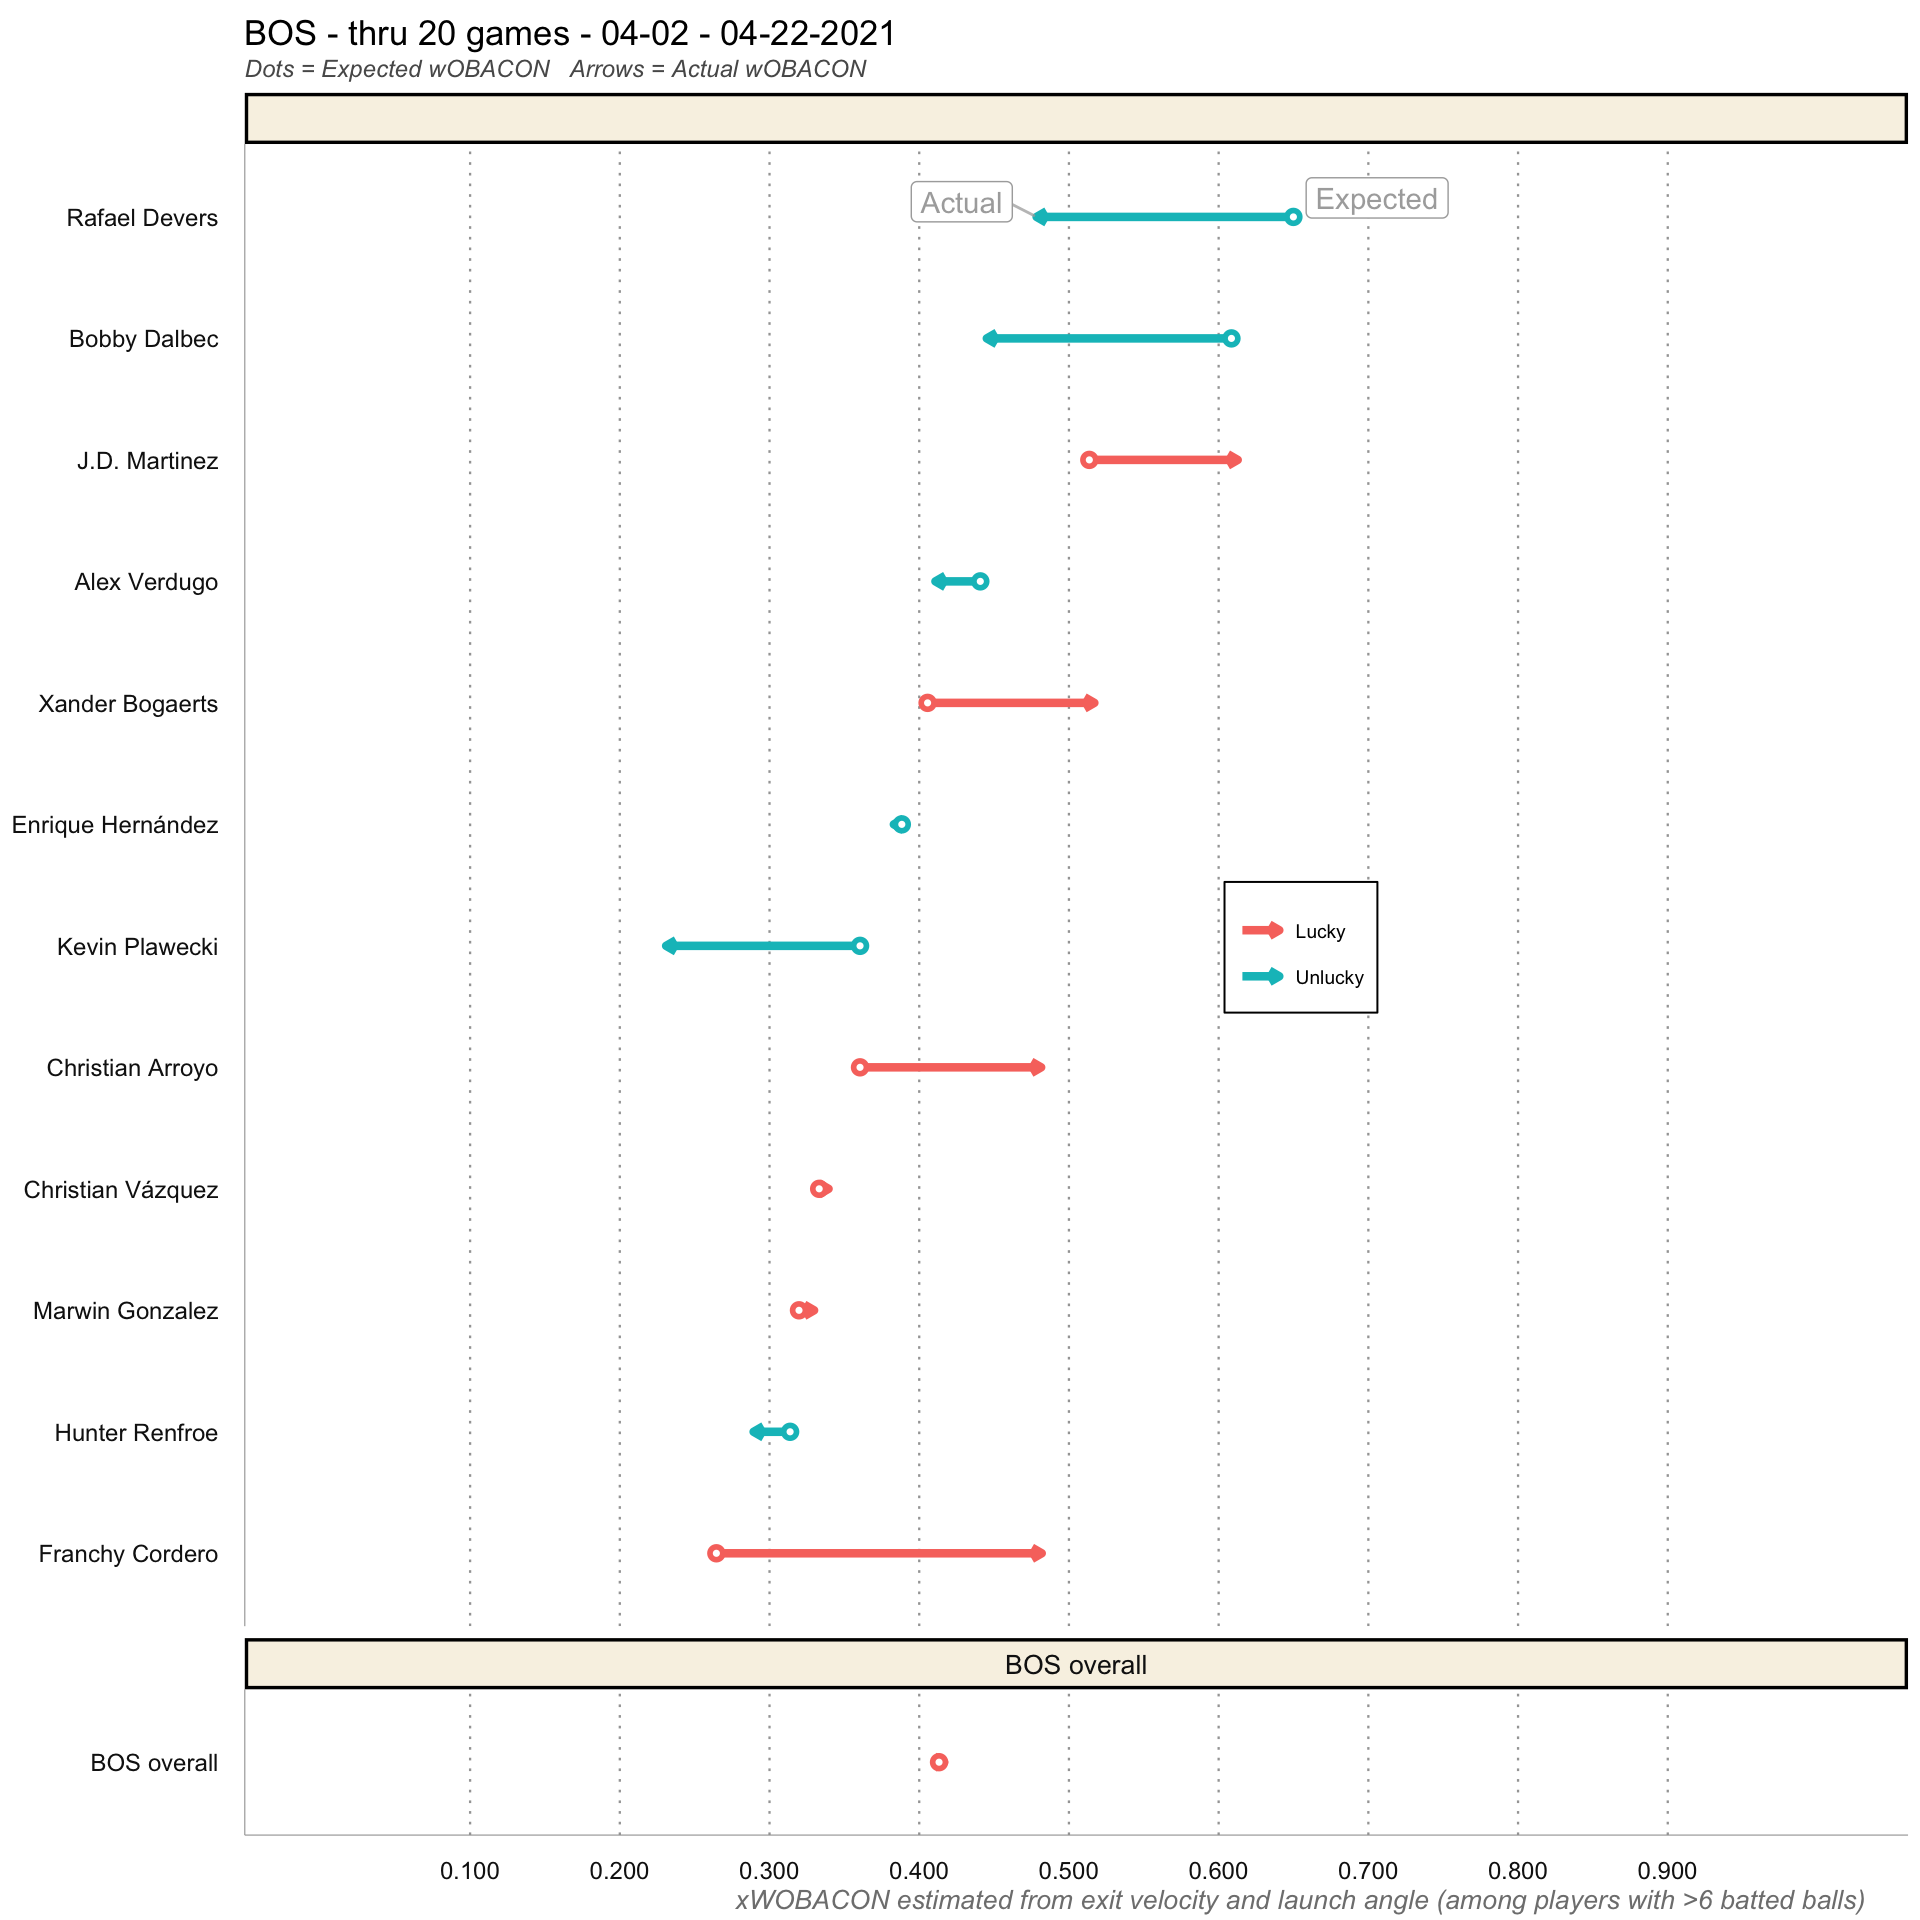 BOS - thru 20 games - 04-02 - 04-22-2021
Dots = Expected wOBACON   Arrows = Actual wOBACON
Rafael Devers
Actual
Expected
Bobby Dalbec
J.D. Martinez
Alex Verdugo
Xander Bogaerts
Enrique Hernández
Kevin Plawecki
Lucky
Unlucky
Christian Arroyo
Christian Vázquez
Marwin Gonzalez
Hunter Renfroe
Franchy Cordero
BOS overall
BOS overall
0.100 0.200 0.300 0.400 0.500 0.600 0.700 0.800 0.900
xWOBACON estimated from exit velocity and launch angle (among players with >6 batted balls)